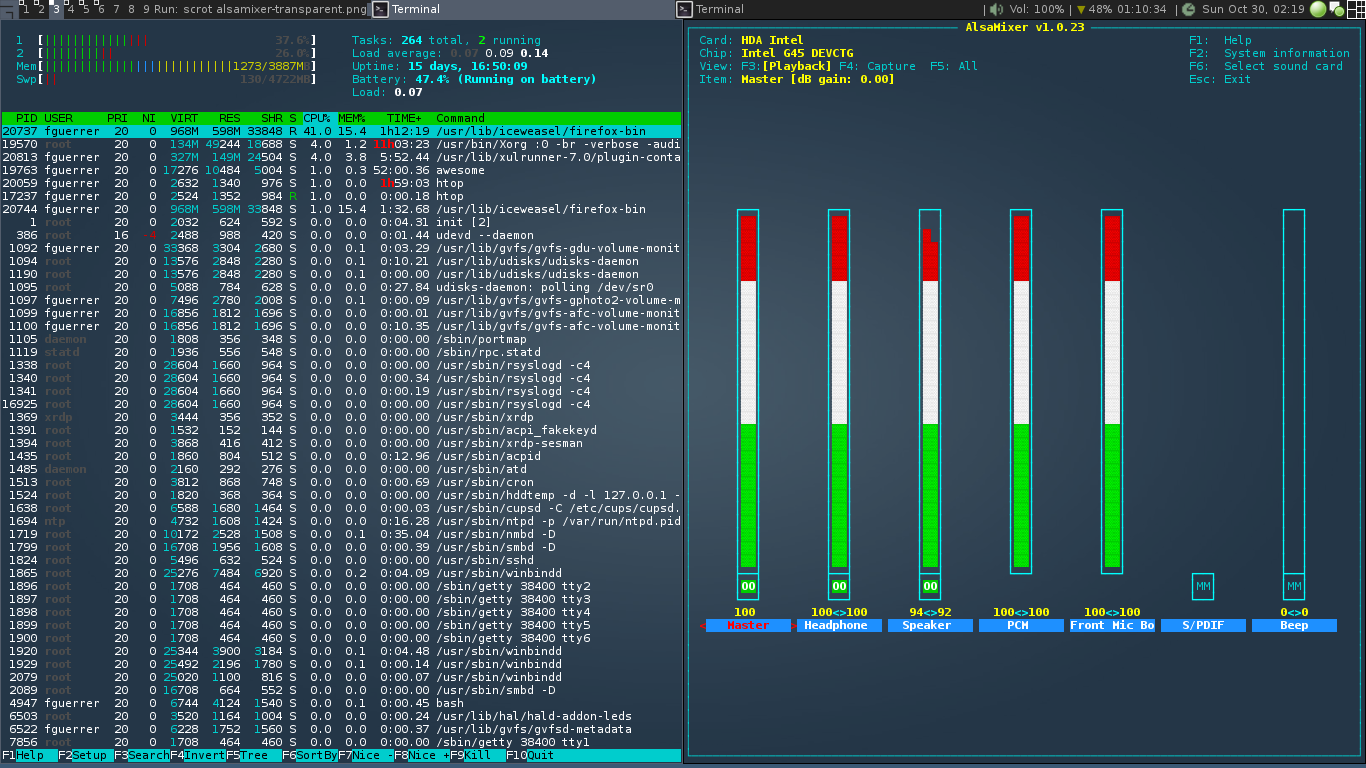 1 2 3 4 5 6 7 8 9 Run: scrot alsamixer-transparent.png Terminal Terminal | Vol: 100% | ▼ 48% 01:10:34 | Sun Oct 30, 02:19
1 [|||||||||||||||| 37.6%]
2 [||||||||||| 26.0%]
Mem[||||||||||||||||||||||||||||1273/3887MB]
Swp[| 130/4722MB]
Tasks: 264 total, 2 running
Load average: 0.07 0.09 0.14
Uptime: 15 days, 16:50:09
Battery: 47.4% (Running on battery)
Load: 0.07
PID USER PRI NI VIRT RES SHR S CPU% MEM% TIME+ Command
20737 fguerrer 20 0 968M 598M 33848 R 41.0 15.4 1h12:19 /usr/lib/iceweasel/firefox-bin
19570 root 20 0 134M 49244 18688 S 4.0 1.2 11h03:23 /usr/bin/Xorg :0 -br -verbose -audi
20813 fguerrer 20 0 327M 149M 24504 S 4.0 3.8 5:52.44 /usr/lib/xulrunner-7.0/plugin-conta
19763 fguerrer 20 0 17276 10484 5004 S 1.0 0.3 52:00.36 awesome
20059 fguerrer 20 0 2632 1340 976 S 1.0 0.0 1h59:03 htop
17237 fguerrer 20 0 2524 1352 984 R 1.0 0.0 0:00.18 htop
20744 fguerrer 20 0 968M 598M 33848 S 1.0 15.4 1:32.68 /usr/lib/iceweasel/firefox-bin
1 root 20 0 2032 624 592 S 0.0 0.0 0:04.31 init [2]
386 root 16 -4 2488 988 420 S 0.0 0.0 0:01.44 udevd --daemon
1092 fguerrer 20 0 33368 3304 2680 S 0.0 0.1 0:03.29 /usr/lib/gvfs/gvfs-gdu-volume-monit
1094 root 20 0 13576 2848 2280 S 0.0 0.1 0:10.21 /usr/lib/udisks/udisks-daemon
1190 root 20 0 13576 2848 2280 S 0.0 0.1 0:00.00 /usr/lib/udisks/udisks-daemon
1095 root 20 0 5088 784 628 S 0.0 0.0 0:27.84 udisks-daemon: polling /dev/sr0
1097 fguerrer 20 0 7496 2780 2008 S 0.0 0.1 0:00.09 /usr/lib/gvfs/gvfs-gphoto2-volume-m
1099 fguerrer 20 0 16856 1812 1696 S 0.0 0.0 0:00.01 /usr/lib/gvfs/gvfs-afc-volume-monit
1100 fguerrer 20 0 16856 1812 1696 S 0.0 0.0 0:10.35 /usr/lib/gvfs/gvfs-afc-volume-monit
1105 daemon 20 0 1808 356 348 S 0.0 0.0 0:00.00 /sbin/portmap
1119 statd 20 0 1936 556 548 S 0.0 0.0 0:00.00 /sbin/rpc.statd
1338 root 20 0 28604 1660 964 S 0.0 0.0 0:00.00 /usr/sbin/rsyslogd -c4
1340 root 20 0 28604 1660 964 S 0.0 0.0 0:00.34 /usr/sbin/rsyslogd -c4
1341 root 20 0 28604 1660 964 S 0.0 0.0 0:00.19 /usr/sbin/rsyslogd -c4
16925 root 20 0 28604 1660 964 S 0.0 0.0 0:00.00 /usr/sbin/rsyslogd -c4
1369 xrdp 20 0 3444 356 352 S 0.0 0.0 0:00.00 /usr/sbin/xrdp
1391 root 20 0 1532 152 144 S 0.0 0.0 0:00.00 /usr/sbin/acpi_fakekeyd
1394 root 20 0 3868 416 412 S 0.0 0.0 0:00.00 /usr/sbin/xrdp-sesman
1435 root 20 0 1860 804 512 S 0.0 0.0 0:12.96 /usr/sbin/acpid
1485 daemon 20 0 2160 292 276 S 0.0 0.0 0:00.00 /usr/sbin/atd
1513 root 20 0 3812 868 748 S 0.0 0.0 0:00.69 /usr/sbin/cron
1524 root 20 0 1820 368 364 S 0.0 0.0 0:00.00 /usr/sbin/hddtemp -d -l 127.0.0.1 -
1638 root 20 0 6588 1680 1464 S 0.0 0.0 0:00.03 /usr/sbin/cupsd -C /etc/cups/cupsd.
1694 ntp 20 0 4732 1608 1424 S 0.0 0.0 0:16.28 /usr/sbin/ntpd -p /var/run/ntpd.pid
1719 root 20 0 10172 2528 1508 S 0.0 0.1 0:35.04 /usr/sbin/nmbd -D
1799 root 20 0 16708 1956 1608 S 0.0 0.0 0:00.39 /usr/sbin/smbd -D
1824 root 20 0 5496 632 524 S 0.0 0.0 0:00.00 /usr/sbin/sshd
1865 root 20 0 25276 7484 6920 S 0.0 0.2 0:04.09 /usr/sbin/winbindd
1896 root 20 0 1708 464 460 S 0.0 0.0 0:00.00 /sbin/getty 38400 tty2
1897 root 20 0 1708 464 460 S 0.0 0.0 0:00.00 /sbin/getty 38400 tty3
1898 root 20 0 1708 464 460 S 0.0 0.0 0:00.00 /sbin/getty 38400 tty4
1899 root 20 0 1708 464 460 S 0.0 0.0 0:00.00 /sbin/getty 38400 tty5
1900 root 20 0 1708 464 460 S 0.0 0.0 0:00.00 /sbin/getty 38400 tty6
1920 root 20 0 25344 3900 3184 S 0.0 0.1 0:04.48 /usr/sbin/winbindd
1929 root 20 0 25492 2196 1780 S 0.0 0.1 0:00.14 /usr/sbin/winbindd
2079 root 20 0 25020 1100 816 S 0.0 0.0 0:00.07 /usr/sbin/winbindd
2089 root 20 0 16708 664 552 S 0.0 0.0 0:00.00 /usr/sbin/smbd -D
4947 fguerrer 20 0 6744 4124 1540 S 0.0 0.1 0:00.45 bash
6503 root 20 0 3520 1164 1004 S 0.0 0.0 0:00.24 /usr/lib/hal/hald-addon-leds
6522 fguerrer 20 0 6228 1752 1560 S 0.0 0.0 0:00.37 /usr/lib/gvfs/gvfsd-metadata
7856 root 20 0 1708 464 460 S 0.0 0.0 0:00.00 /sbin/getty 38400 tty1
F1Help F2Setup F3SearchF4InvertF5Tree F6SortByF7Nice -F8Nice +F9Kill F10Quit
AlsaMixer v1.0.23
Card: HDA Intel F1: Help
Chip: Intel G45 DEVCTG F2: System information
View: F3:[Playback] F4: Capture F5: All F6: Select sound card
Item: Master [dB gain: 0.00] Esc: Exit
OO OO OO MM MM
100 100<>100 94<>92 100<>100 100<>100 0<>0
< Master > Headphone Speaker PCM Front Mic Bo S/PDIF Beep